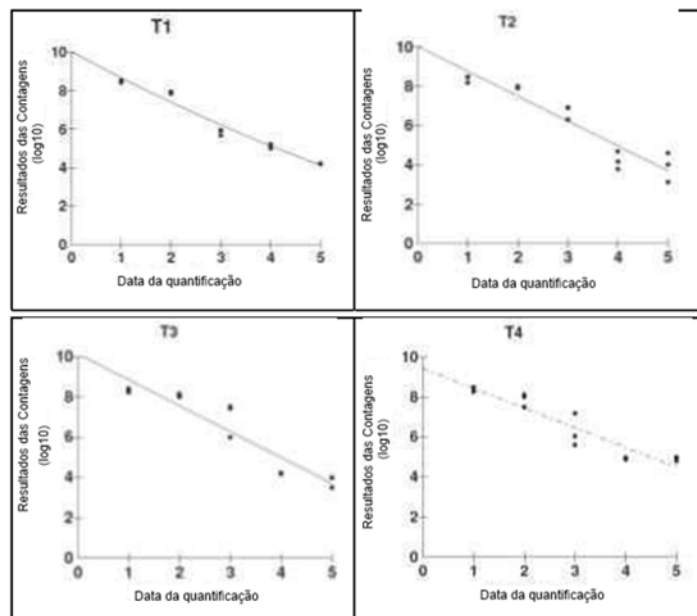 T1
Resultados das Contagens
(log10)
10
8
6
4
2
0
0 1 2 3 4 5
Data da quantificação
T2
Resultados das Contagens
(log10)
10
8
6
4
2
0
0 1 2 3 4 5
Data da quantificação
T3
Resultados das Contagens
(log10)
10
8
6
4
2
0
0 1 2 3 4 5
Data da quantificação
T4
Resultados das Contagens
(log10)
10
8
6
4
2
0
0 1 2 3 4 5
Data da quantificação